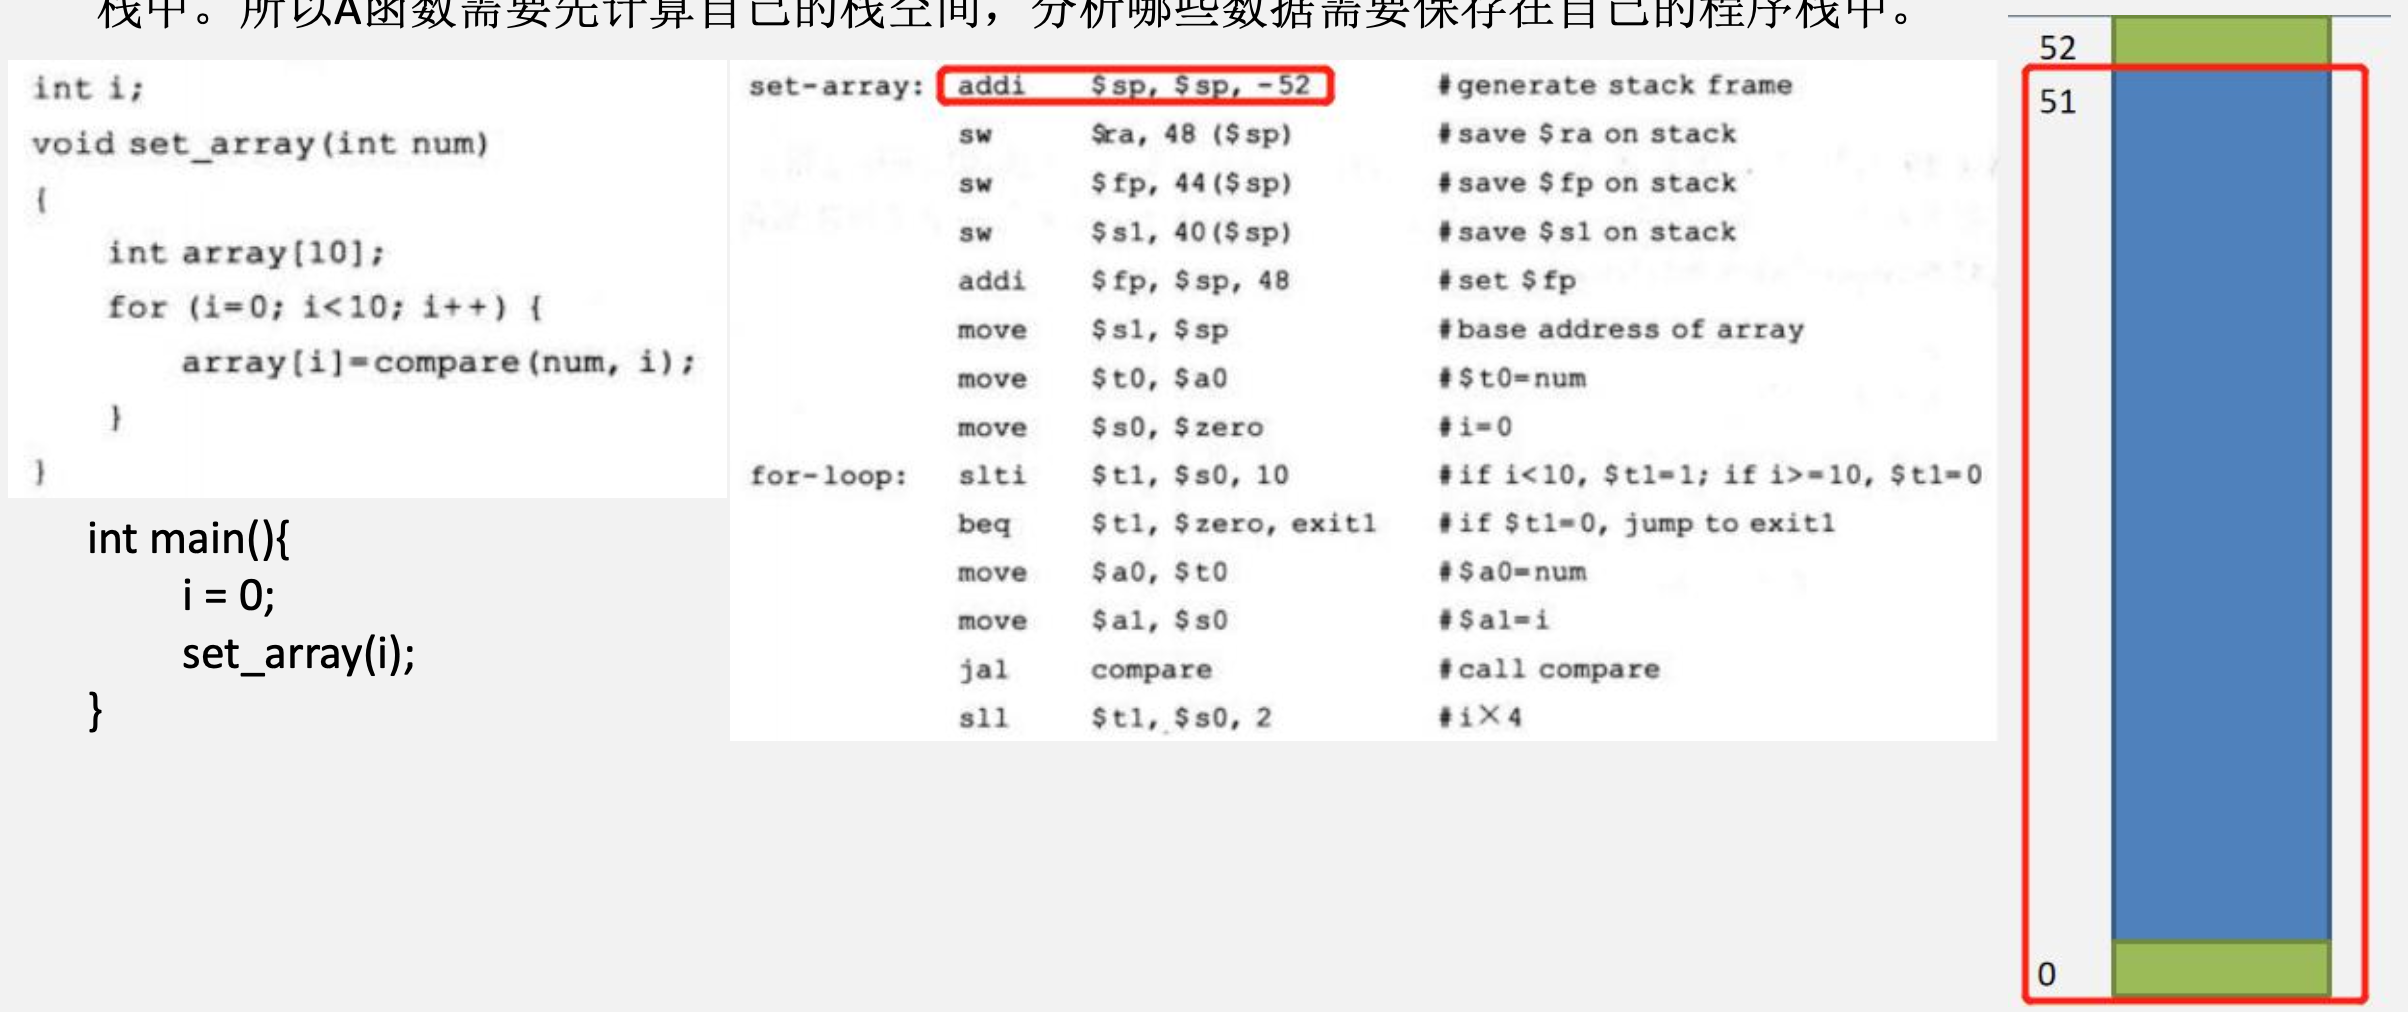 栈中。所以A函数需要先计算自己的栈空间，分析哪些数据需要保存在自己的程序栈中。
int i;
void set_array(int num)
{
int array[10];
for (i=0; i<10; i++) {
array[i]=compare(num, i);
}
}
int main(){
i = 0;
set_array(i);
}
set-array: addi $sp, $sp, -52 #generate stack frame
sw $ra, 48 ($sp) #save $ra on stack
sw $fp, 44($sp) #save $fp on stack
sw $s1, 40($sp) #save $s1 on stack
addi $fp, $sp, 48 #set $fp
move $s1, $sp #base address of array
move $t0, $a0 #$t0=num
move $s0, $zero #i=0
for-loop: slti $t1, $s0, 10 #if i<10, $t1=1; if i>=10, $t1=0
beq $t1, $zero, exit1 #if $t1=0, jump to exit1
move $a0, $t0 #$a0=num
move $a1, $s0 #$a1=i
jal compare #call compare
sll $t1, $s0, 2 #i×4
52
51
0